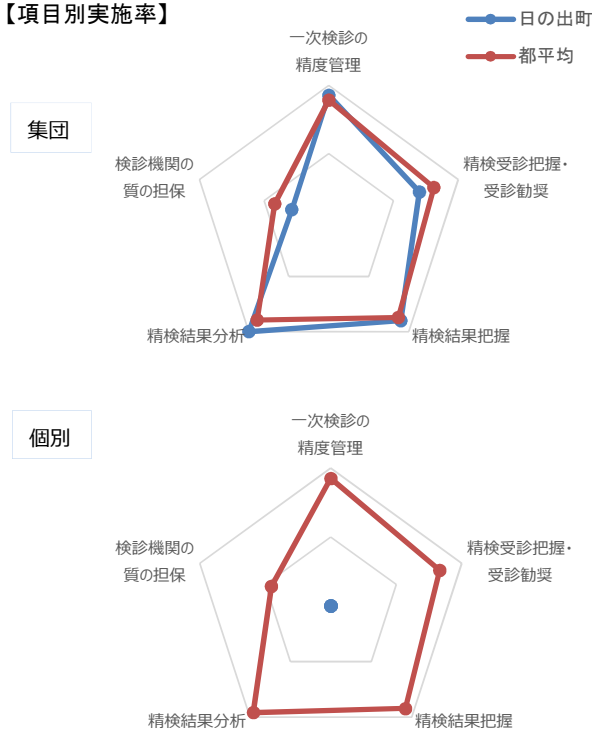 【項目別実施率】
日の出町
都平均
集団
一次検診の
精度管理
精検受診把握・
受診勧奨
精検結果把握
精検結果分析
検診機関の
質の担保
個別
一次検診の
精度管理
精検受診把握・
受診勧奨
精検結果把握
精検結果分析
検診機関の
質の担保